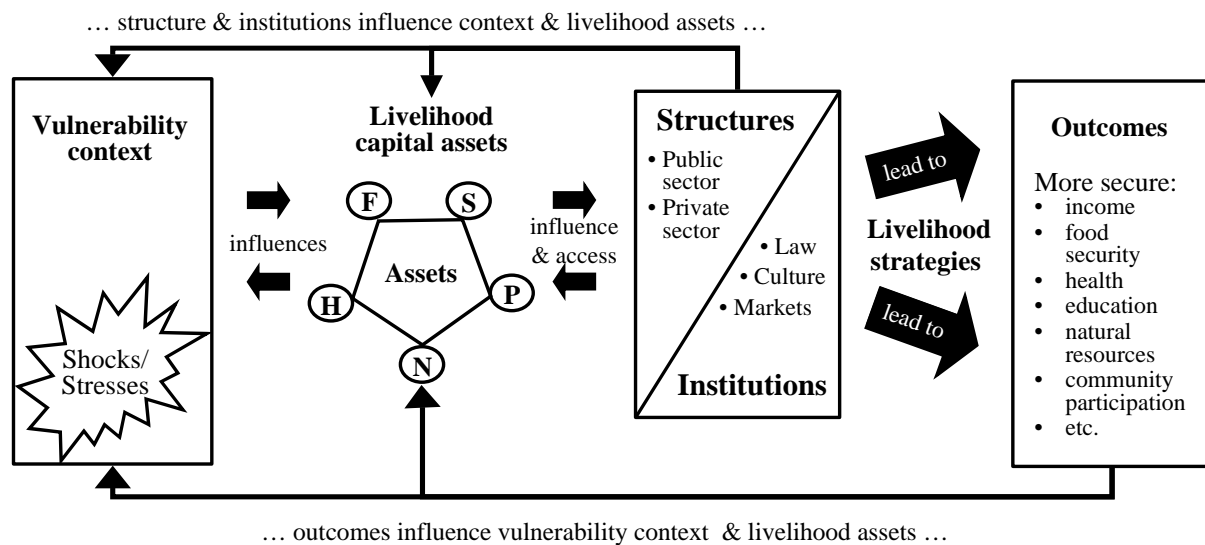 … structure & institutions influence context & livelihood assets …
Vulnerability
context
Shocks/
Stresses
influences
Livelihood
capital assets
F
S
Assets
H
P
N
influence
& access
Structures
• Public
sector
• Private
sector
• Law
• Culture
• Markets
Institutions
lead to
Livelihood
strategies
lead to
Outcomes
More secure:
• income
• food
security
• health
• education
• natural
resources
• community
participation
• etc.
… outcomes influence vulnerability context & livelihood assets …